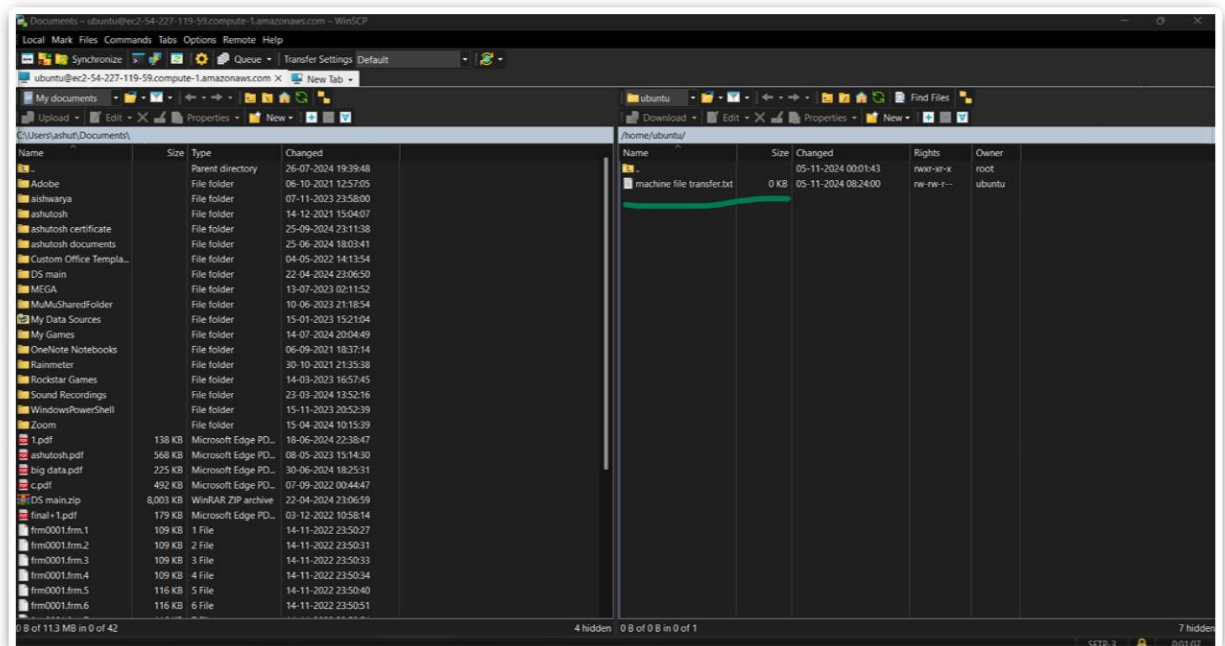 Documents – ubuntu@ec2-54-227-119-59.compute-1.amazonaws.com – WinSCP
Local Mark Files Commands Tabs Options Remote Help
Synchronize Queue Transfer Settings Default
ubuntu@ec2-54-227-119-59.compute-1.amazonaws.com × New Tab
My documents
Upload Edit Properties New
C:\Users\ashut\Documents\
Name Size Type Changed
.. Parent directory 26-07-2024 19:39:48
Adobe File folder 06-10-2021 12:57:05
aishwarya File folder 07-11-2023 23:58:00
ashutosh File folder 14-12-2021 15:04:07
ashutosh certificate File folder 25-09-2024 23:11:38
ashutosh documents File folder 25-06-2024 18:03:41
Custom Office Templa... File folder 04-05-2022 14:13:54
DS main File folder 22-04-2024 23:06:50
MEGA File folder 13-07-2023 02:11:52
MuMuSharedFolder File folder 10-06-2023 21:18:54
My Data Sources File folder 15-01-2023 15:21:04
My Games File folder 14-07-2024 20:04:49
OneNote Notebooks File folder 06-09-2021 18:37:14
Rainmeter File folder 30-10-2021 21:35:38
Rockstar Games File folder 14-03-2023 16:57:45
Sound Recordings File folder 23-03-2024 13:52:16
WindowsPowerShell File folder 15-11-2023 20:52:39
Zoom File folder 15-04-2024 10:15:39
1.pdf 138 KB Microsoft Edge PD... 18-06-2024 22:38:47
ashutosh.pdf 568 KB Microsoft Edge PD... 08-05-2023 15:14:30
big data.pdf 225 KB Microsoft Edge PD... 30-06-2024 18:25:31
c.pdf 492 KB Microsoft Edge PD... 07-09-2022 00:44:47
DS main.zip 8,003 KB WinRAR ZIP archive 22-04-2024 23:06:59
final+1.pdf 179 KB Microsoft Edge PD... 03-12-2022 10:58:14
frm0001.frm.1 109 KB 1 File 14-11-2022 23:50:27
frm0001.frm.2 109 KB 2 File 14-11-2022 23:50:31
frm0001.frm.3 109 KB 3 File 14-11-2022 23:50:33
frm0001.frm.4 109 KB 4 File 14-11-2022 23:50:34
frm0001.frm.5 116 KB 5 File 14-11-2022 23:50:40
frm0001.frm.6 116 KB 6 File 14-11-2022 23:50:51
0 B of 11.3 MB in 0 of 42 4 hidden
ubuntu Find Files
Download Edit Properties New
/home/ubuntu/
Name Size Changed Rights Owner
.. 05-11-2024 00:01:43 rwxr-xr-x root
machine file transfer.txt 0 KB 05-11-2024 08:24:00 rw-rw-r-- ubuntu
0 B of 0 B in 0 of 1 7 hidden
SFTP-3 0:01:07